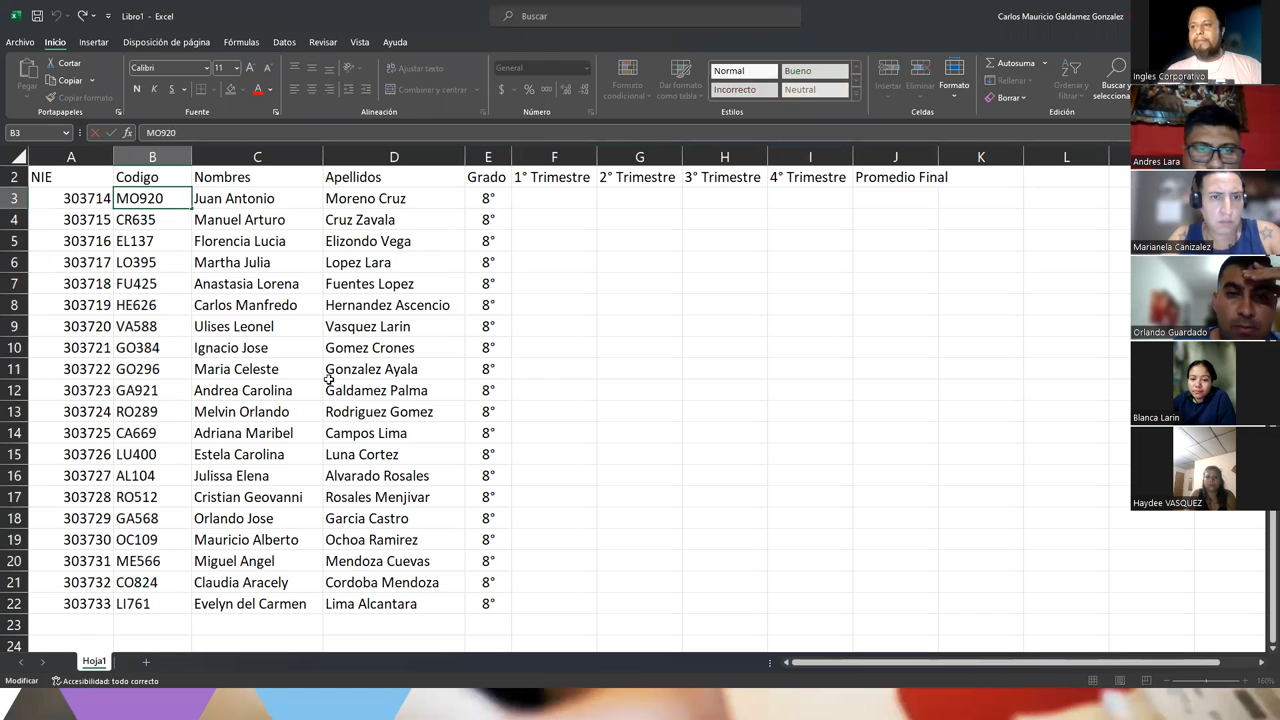 Libro1 - Excel
Buscar
Carlos Mauricio Galdamez Gonzalez
Archivo Inicio Insertar Disposición de página Fórmulas Datos Revisar Vista Ayuda
Pegar
Cortar
Copiar
Copiar formato
Portapapeles
Calibri 11
N K S
Fuente
Ajustar texto
Combinar y centrar
Alineación
General
% 000
Número
Formato condicional
Dar formato como tabla
Normal Bueno
Incorrecto Neutral
Estilos
Insertar Eliminar Formato
Celdas
Autosuma
Rellenar
Borrar
Ordenar y filtrar
Buscar y selecciona
Edición
B3 fx MO920
A B C D E F G H I J K L
2 NIE Codigo Nombres Apellidos Grado 1° Trimestre 2° Trimestre 3° Trimestre 4° Trimestre Promedio Final
3 303714 MO920 Juan Antonio Moreno Cruz 8°
4 303715 CR635 Manuel Arturo Cruz Zavala 8°
5 303716 EL137 Florencia Lucia Elizondo Vega 8°
6 303717 LO395 Martha Julia Lopez Lara 8°
7 303718 FU425 Anastasia Lorena Fuentes Lopez 8°
8 303719 HE626 Carlos Manfredo Hernandez Ascencio 8°
9 303720 VA588 Ulises Leonel Vasquez Larin 8°
10 303721 GO384 Ignacio Jose Gomez Crones 8°
11 303722 GO296 Maria Celeste Gonzalez Ayala 8°
12 303723 GA921 Andrea Carolina Galdamez Palma 8°
13 303724 RO289 Melvin Orlando Rodriguez Gomez 8°
14 303725 CA669 Adriana Maribel Campos Lima 8°
15 303726 LU400 Estela Carolina Luna Cortez 8°
16 303727 AL104 Julissa Elena Alvarado Rosales 8°
17 303728 RO512 Cristian Geovanni Rosales Menjivar 8°
18 303729 GA568 Orlando Jose Garcia Castro 8°
19 303730 OC109 Mauricio Alberto Ochoa Ramirez 8°
20 303731 ME566 Miguel Angel Mendoza Cuevas 8°
21 303732 CO824 Claudia Aracely Cordoba Mendoza 8°
22 303733 LI761 Evelyn del Carmen Lima Alcantara 8°
23
24
Hoja1
Modificar Accesibilidad: todo correcto
160%
Ingles Corporativo
Andres Lara
Marianela Canizalez
Orlando Guardado
Blanca Larin
Haydee VASQUEZ